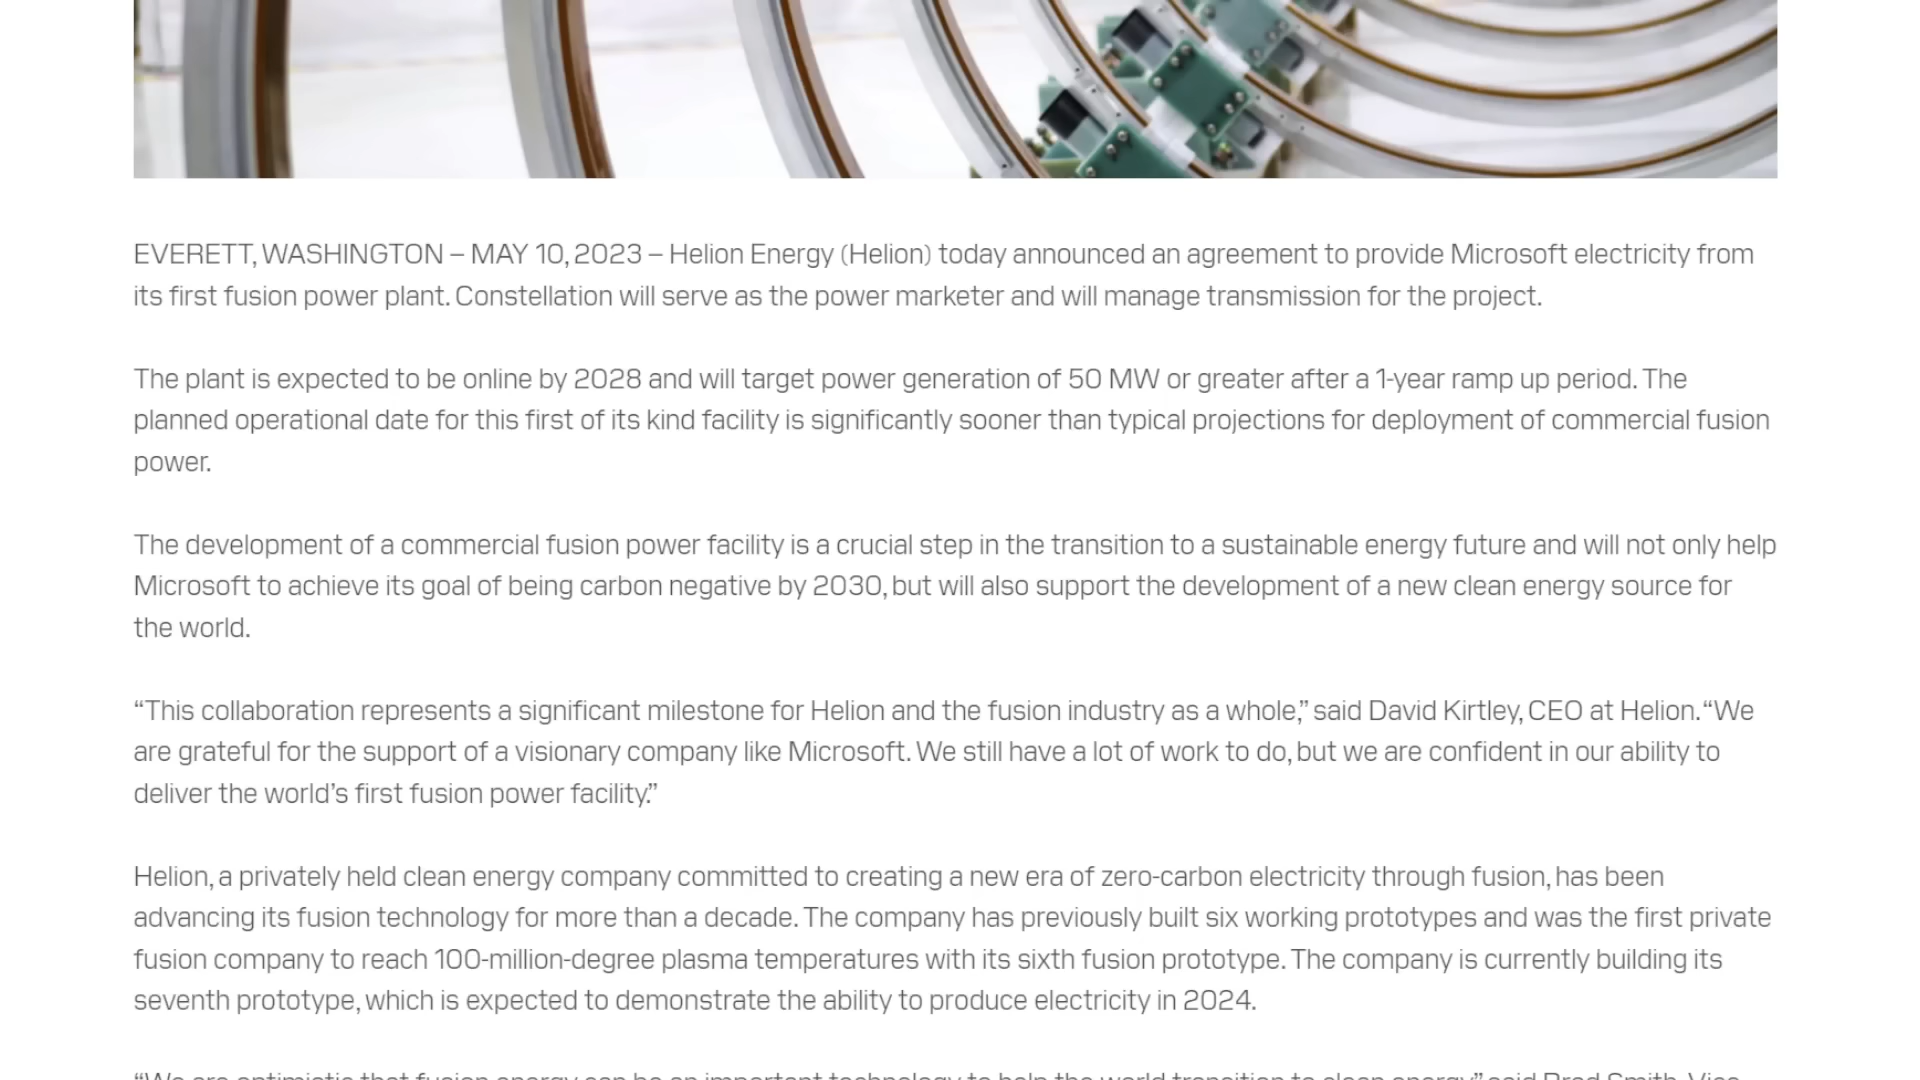 EVERETT, WASHINGTON – MAY 10, 2023 – Helion Energy (Helion) today announced an agreement to provide Microsoft electricity from
its first fusion power plant. Constellation will serve as the power marketer and will manage transmission for the project.
The plant is expected to be online by 2028 and will target power generation of 50 MW or greater after a 1-year ramp up period. The
planned operational date for this first of its kind facility is significantly sooner than typical projections for deployment of commercial fusion
power.
The development of a commercial fusion power facility is a crucial step in the transition to a sustainable energy future and will not only help
Microsoft to achieve its goal of being carbon negative by 2030, but will also support the development of a new clean energy source for
the world.
“This collaboration represents a significant milestone for Helion and the fusion industry as a whole,” said David Kirtley, CEO at Helion. “We
are grateful for the support of a visionary company like Microsoft. We still have a lot of work to do, but we are confident in our ability to
deliver the world’s first fusion power facility.”
Helion, a privately held clean energy company committed to creating a new era of zero-carbon electricity through fusion, has been
advancing its fusion technology for more than a decade. The company has previously built six working prototypes and was the first private
fusion company to reach 100-million-degree plasma temperatures with its sixth fusion prototype. The company is currently building its
seventh prototype, which is expected to demonstrate the ability to produce electricity in 2024.
“We are optimistic that fusion energy can be an important technology to help the world transition to clean energy,” said Brad Smith, Vice